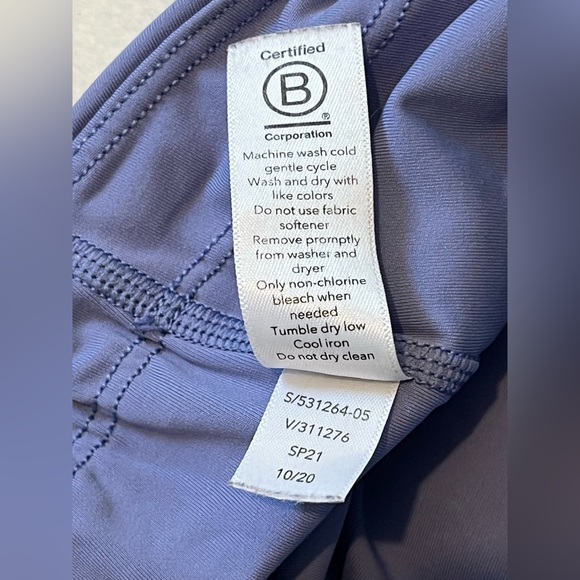 Certified
B
®
Corporation
Machine wash cold
gentle cycle
Wash and dry with
like colors
Do not use fabric
softener
Remove promptly
from washer and
dryer
Only non-chlorine
bleach when
needed
Tumble dry low
Cool iron
Do not dry clean
S/531264-05
V/311276
SP21
10/20